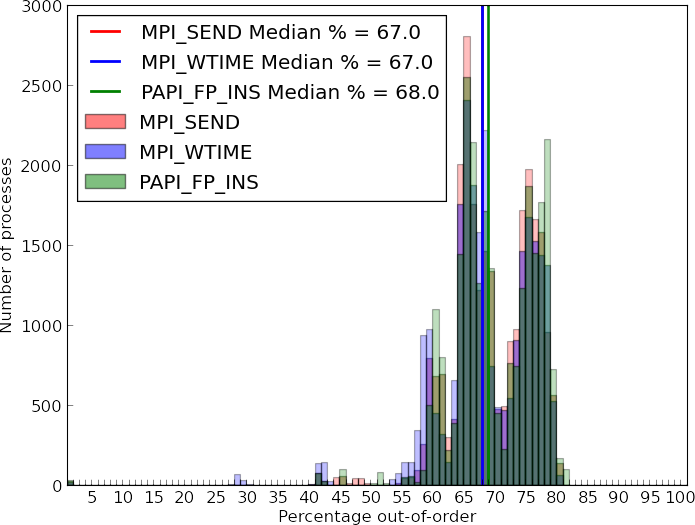 3000
2500
2000
1500
1000
500
0
Number of processes
MPI_SEND Median % = 67.0
MPI_WTIME Median % = 67.0
PAPI_FP_INS Median % = 68.0
MPI_SEND
MPI_WTIME
PAPI_FP_INS
5 10 15 20 25 30 35 40 45 50 55 60 65 70 75 80 85 90 95 100
Percentage out-of-order